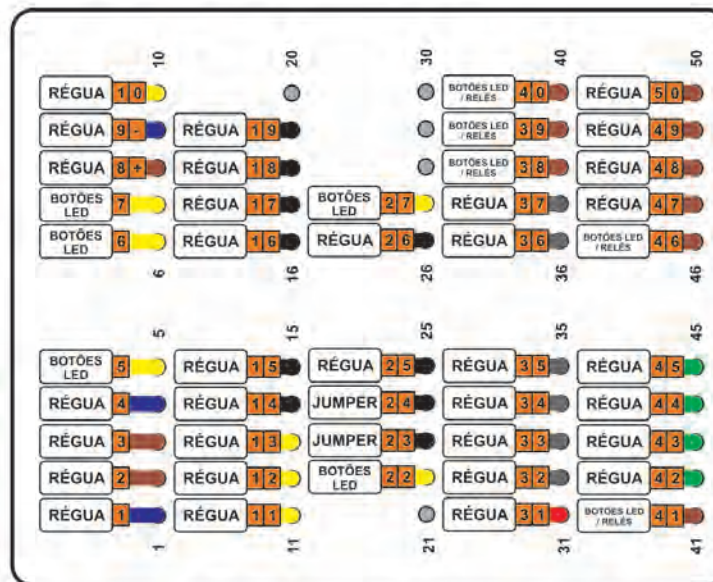 10 20 30 40 50
RÉGUA 10
BOTÕES LED
/ RELÉS 40
RÉGUA 50
RÉGUA 9-
RÉGUA 19
BOTÕES LED
/ RELÉS 39
RÉGUA 49
RÉGUA 8+
RÉGUA 18
BOTÕES LED
/ RELÉS 38
RÉGUA 48
BOTÕES
LED 7
RÉGUA 17
BOTÕES
LED 27
RÉGUA 37
RÉGUA 47
BOTÕES
LED 6
RÉGUA 16
RÉGUA 26
RÉGUA 36
BOTÕES LED
/ RELÉS 46
6 16 26 36 46
5 15 25 35 45
BOTÕES
LED 5
RÉGUA 15
RÉGUA 25
RÉGUA 35
RÉGUA 45
RÉGUA 4
RÉGUA 14
JUMPER 24
RÉGUA 34
RÉGUA 44
RÉGUA 3
RÉGUA 13
JUMPER 23
RÉGUA 33
RÉGUA 43
RÉGUA 2
RÉGUA 12
BOTÕES
LED 22
RÉGUA 32
RÉGUA 42
RÉGUA 1
RÉGUA 11
RÉGUA 31
BOTÕES LED
/ RELÉS 41
1 11 21 31 41